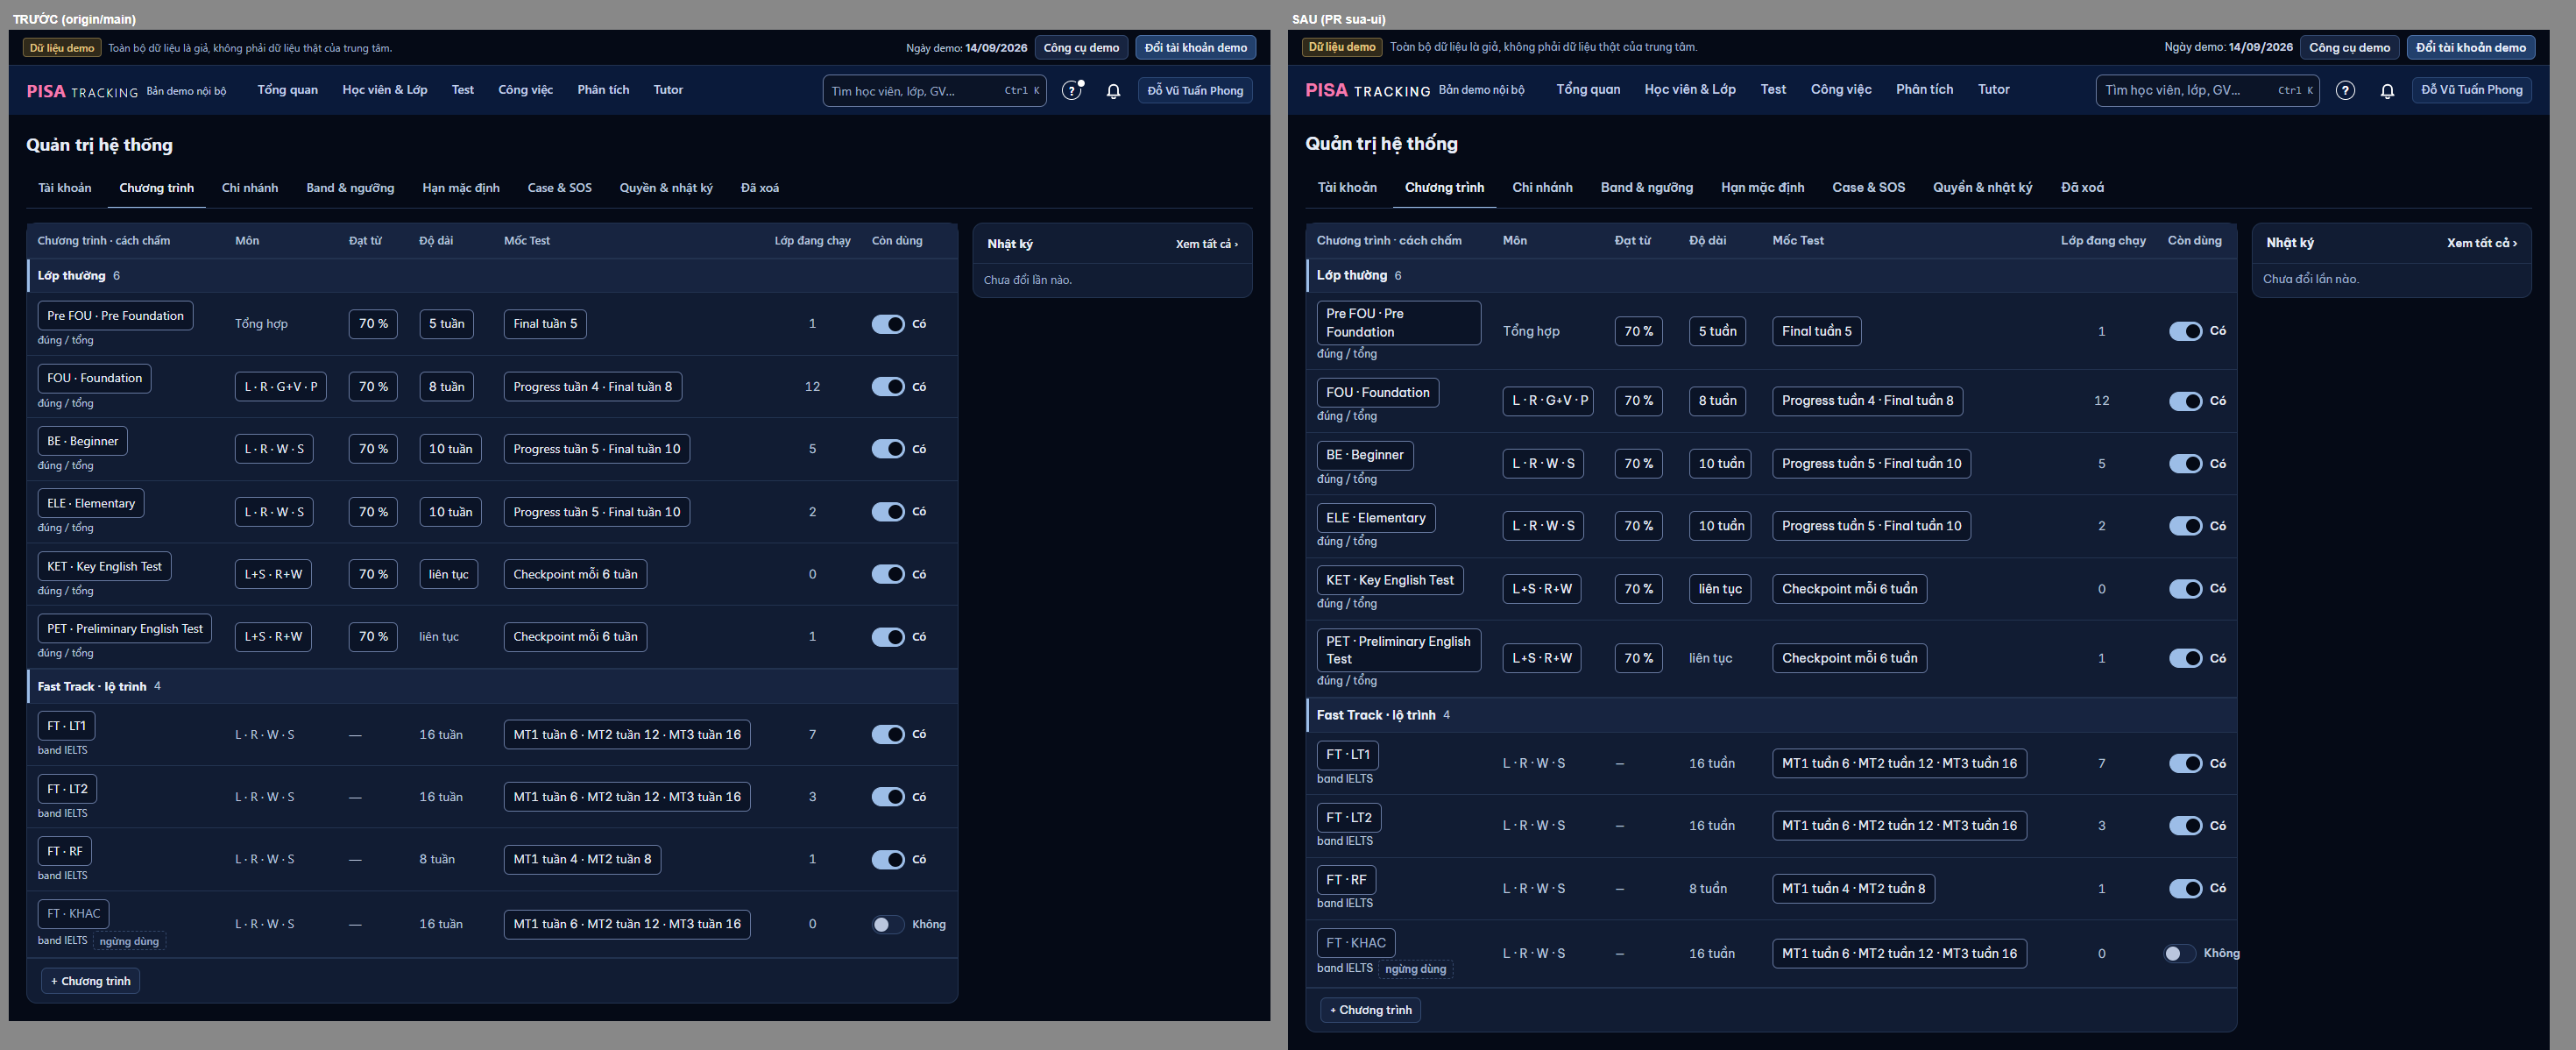 TRƯỚC (origin/main)
Dữ liệu demo Toàn bộ dữ liệu là giả, không phải dữ liệu thật của trung tâm. Ngày demo: 14/09/2026 Công cụ demo Đổi tài khoản demo
PISA TRACKING Bản demo nội bộ Tổng quan Học viên & Lớp Test Công việc Phân tích Tutor Tìm học viên, lớp, GV... Ctrl K ? Đỗ Vũ Tuấn Phong
Quản trị hệ thống
Tài khoản Chương trình Chi nhánh Band & ngưỡng Hạn mặc định Case & SOS Quyền & nhật ký Đã xoá
Chương trình · cách chấm Môn Đạt từ Độ dài Mốc Test Lớp đang chạy Còn dùng
Lớp thường 6
Pre FOU · Pre Foundation Tổng hợp 70 % 5 tuần Final tuần 5 1 Có
đúng / tổng
FOU · Foundation L · R · G+V · P 70 % 8 tuần Progress tuần 4 · Final tuần 8 12 Có
đúng / tổng
BE · Beginner L · R · W · S 70 % 10 tuần Progress tuần 5 · Final tuần 10 5 Có
đúng / tổng
ELE · Elementary L · R · W · S 70 % 10 tuần Progress tuần 5 · Final tuần 10 2 Có
đúng / tổng
KET · Key English Test L+S · R+W 70 % liên tục Checkpoint mỗi 6 tuần 0 Có
đúng / tổng
PET · Preliminary English Test L+S · R+W 70 % liên tục Checkpoint mỗi 6 tuần 1 Có
đúng / tổng
Fast Track · lộ trình 4
FT · LT1 L · R · W · S — 16 tuần MT1 tuần 6 · MT2 tuần 12 · MT3 tuần 16 7 Có
band IELTS
FT · LT2 L · R · W · S — 16 tuần MT1 tuần 6 · MT2 tuần 12 · MT3 tuần 16 3 Có
band IELTS
FT · RF L · R · W · S — 8 tuần MT1 tuần 4 · MT2 tuần 8 1 Có
band IELTS
FT · KHAC L · R · W · S — 16 tuần MT1 tuần 6 · MT2 tuần 12 · MT3 tuần 16 0 Không
band IELTS ngừng dùng
+ Chương trình
Nhật ký Xem tất cả ›
Chưa đổi lần nào.
SAU (PR sua-ui)
Dữ liệu demo Toàn bộ dữ liệu là giả, không phải dữ liệu thật của trung tâm. Ngày demo: 14/09/2026 Công cụ demo Đổi tài khoản demo
PISA TRACKING Bản demo nội bộ Tổng quan Học viên & Lớp Test Công việc Phân tích Tutor Tìm học viên, lớp, GV... Ctrl K ? Đỗ Vũ Tuấn Phong
Quản trị hệ thống
Tài khoản Chương trình Chi nhánh Band & ngưỡng Hạn mặc định Case & SOS Quyền & nhật ký Đã xoá
Chương trình · cách chấm Môn Đạt từ Độ dài Mốc Test Lớp đang chạy Còn dùng
Lớp thường 6
Pre FOU · Pre
Foundation Tổng hợp 70 % 5 tuần Final tuần 5 1 Có
đúng / tổng
FOU · Foundation L · R · G+V · P 70 % 8 tuần Progress tuần 4 · Final tuần 8 12 Có
đúng / tổng
BE · Beginner L · R · W · S 70 % 10 tuần Progress tuần 5 · Final tuần 10 5 Có
đúng / tổng
ELE · Elementary L · R · W · S 70 % 10 tuần Progress tuần 5 · Final tuần 10 2 Có
đúng / tổng
KET · Key English Test L+S · R+W 70 % liên tục Checkpoint mỗi 6 tuần 0 Có
đúng / tổng
PET · Preliminary English
Test L+S · R+W 70 % liên tục Checkpoint mỗi 6 tuần 1 Có
đúng / tổng
Fast Track · lộ trình 4
FT · LT1 L · R · W · S — 16 tuần MT1 tuần 6 · MT2 tuần 12 · MT3 tuần 16 7 Có
band IELTS
FT · LT2 L · R · W · S — 16 tuần MT1 tuần 6 · MT2 tuần 12 · MT3 tuần 16 3 Có
band IELTS
FT · RF L · R · W · S — 8 tuần MT1 tuần 4 · MT2 tuần 8 1 Có
band IELTS
FT · KHAC L · R · W · S — 16 tuần MT1 tuần 6 · MT2 tuần 12 · MT3 tuần 16 0 Không
band IELTS ngừng dùng
+ Chương trình
Nhật ký Xem tất cả ›
Chưa đổi lần nào.